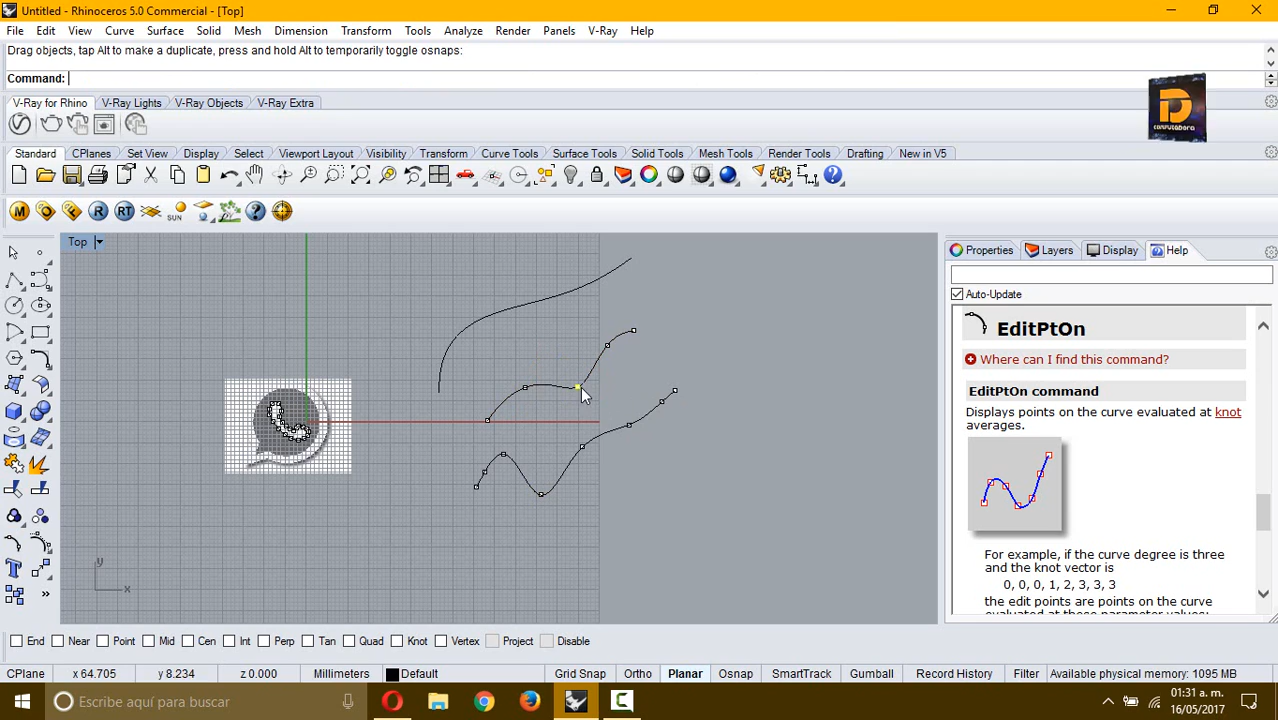 Untitled - Rhinoceros 5.0 Commercial - [Top]
File Edit View Curve Surface Solid Mesh Dimension Transform Tools Analyze Render Panels V-Ray Help
Drag objects, tap Alt to make a duplicate, press and hold Alt to temporarily toggle osnaps:
Command:
V-Ray for Rhino V-Ray Lights V-Ray Objects V-Ray Extra
computadora
Standard CPlanes Set View Display Select Viewport Layout Visibility Transform Curve Tools Surface Tools Solid Tools Mesh Tools Render Tools Drafting New in V5
M O F R RT SUN
Top
Properties Layers Display Help
Auto-Update
EditPtOn
Where can I find this command?
EditPtOn command
Displays points on the curve evaluated at knot
averages.
For example, if the curve degree is three
and the knot vector is
0, 0, 0, 1, 2, 3, 3, 3
the edit points are points on the curve
evaluated at these parameter values:
y
x
End Near Point Mid Cen Int Perp Tan Quad Knot Vertex Project Disable
CPlane x 64.705 y 8.234 z 0.000 Millimeters Default Grid Snap Ortho Planar Osnap SmartTrack Gumball Record History Filter Available physical memory: 1095 MB
Escribe aquí para buscar
01:31 a. m.
16/05/2017